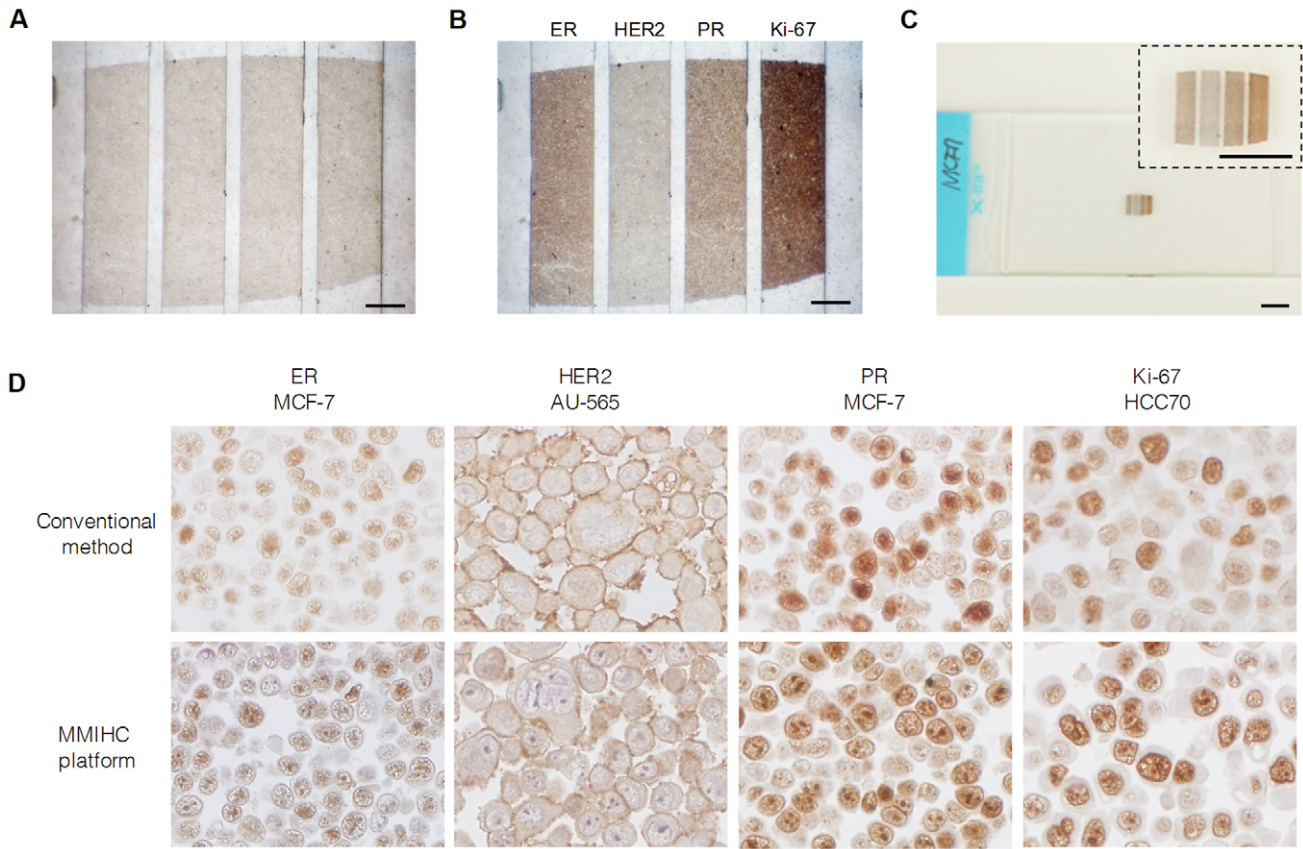 A
B
C
ER HER2 PR Ki-67
MCF7
X-tra
D
ER
MCF-7
HER2
AU-565
PR
MCF-7
Ki-67
HCC70
Conventional
method
MMIHC
platform